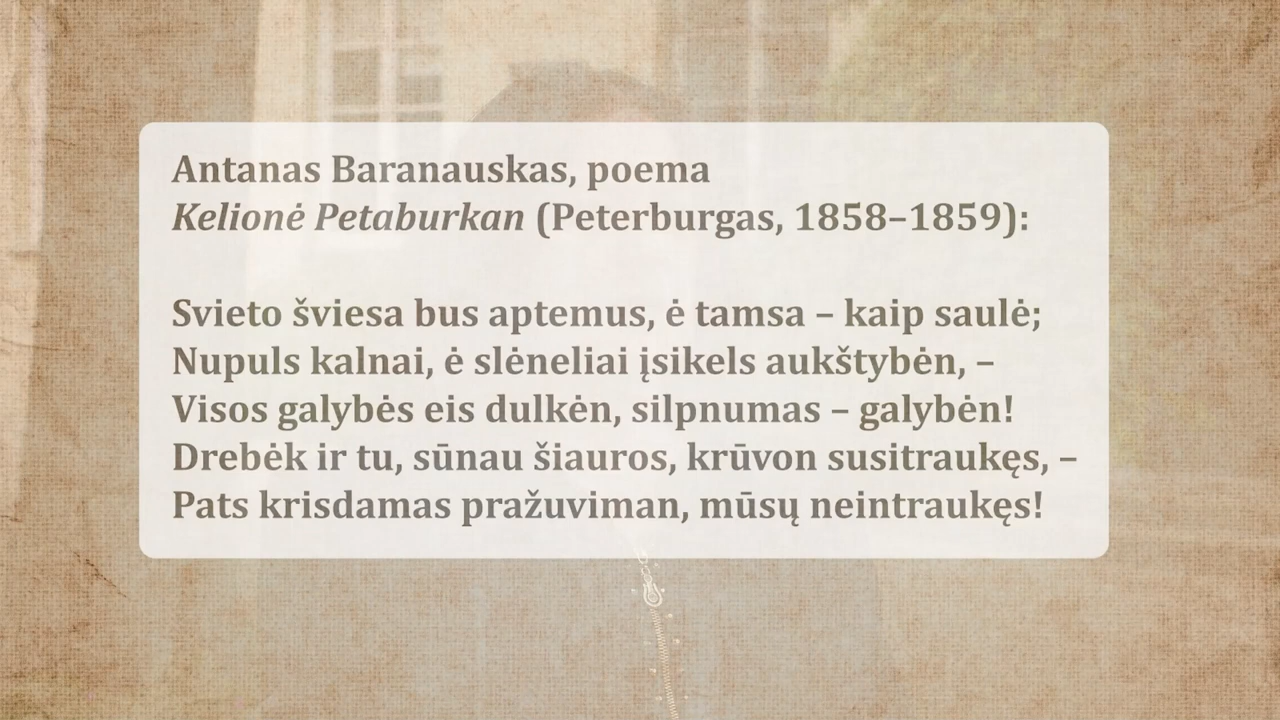 Antanas Baranauskas, poema
Kelionė Petaburkan (Peterburgas, 1858–1859):
Svieto šviesa bus aptemus, ė tamsa – kaip saulė;
Nupuls kalnai, ė slėneliai įsikels aukštybėn, –
Visos galybės eis dulkėn, silpnumas – galybėn!
Drebėk ir tu, sūnau šiauros, krūvon susitraukęs, –
Pats krisdamas pražuviman, mūsų neintraukęs!